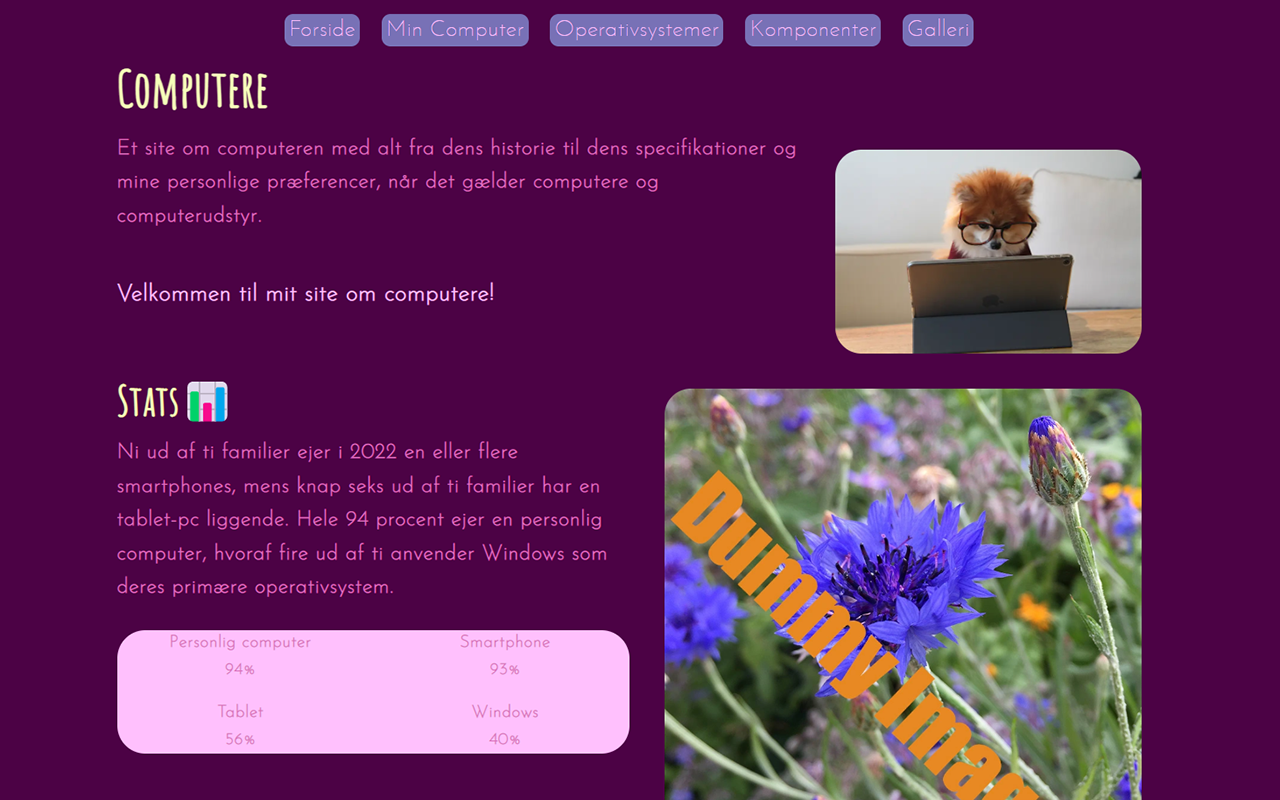 Forside Min Computer Operativsystemer Komponenter Galleri
Computere
Et site om computeren med alt fra dens historie til dens specifikationer og
mine personlige præferencer, når det gælder computere og
computerudstyr.
Velkommen til mit site om computere!
Stats
Ni ud af ti familier ejer i 2022 en eller flere
smartphones, mens knap seks ud af ti familier har en
tablet-pc liggende. Hele 94 procent ejer en personlig
computer, hvoraf fire ud af ti anvender Windows som
deres primære operativsystem.
Personlig computer Smartphone
94% 93%
Tablet Windows
56% 40%
Dummy Imag